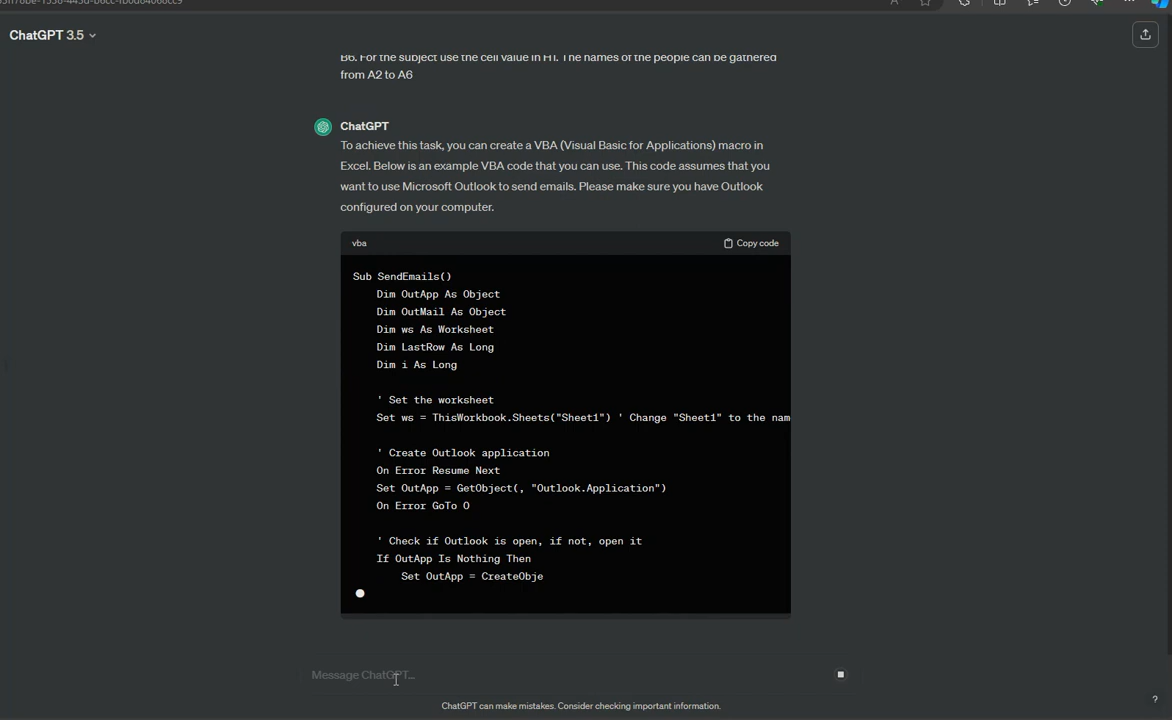 ChatGPT 3.5
B6. For the subject use the cell value in H1. The names of the people can be gathered
from A2 to A6
ChatGPT
To achieve this task, you can create a VBA (Visual Basic for Applications) macro in
Excel. Below is an example VBA code that you can use. This code assumes that you
want to use Microsoft Outlook to send emails. Please make sure you have Outlook
configured on your computer.
vba
Copy code
Sub SendEmails()
Dim OutApp As Object
Dim OutMail As Object
Dim ws As Worksheet
Dim LastRow As Long
Dim i As Long
' Set the worksheet
Set ws = ThisWorkbook.Sheets("Sheet1") ' Change "Sheet1" to the nam
' Create Outlook application
On Error Resume Next
Set OutApp = GetObject(, "Outlook.Application")
On Error GoTo 0
' Check if Outlook is open, if not, open it
If OutApp Is Nothing Then
Set OutApp = CreateObje
Message ChatGPT...
ChatGPT can make mistakes. Consider checking important information.
?